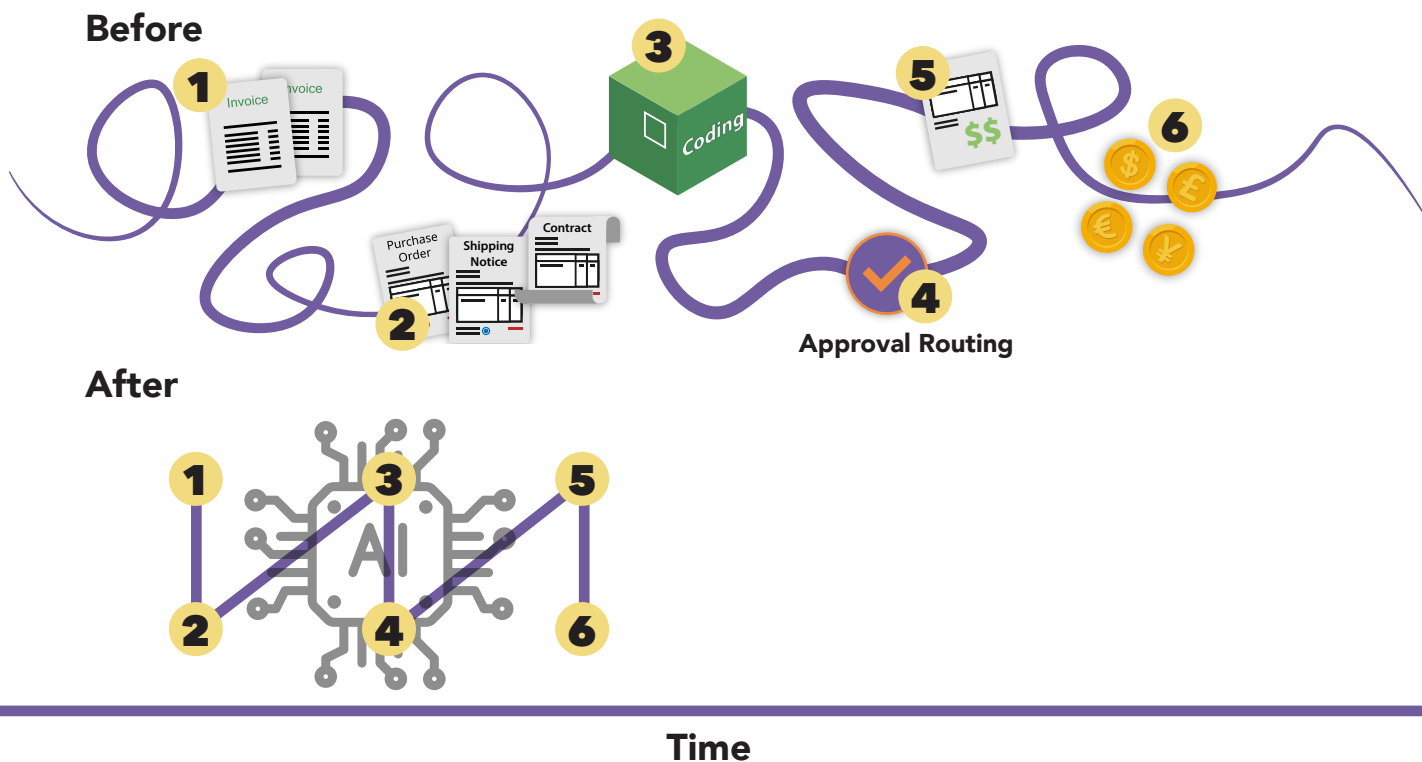 Before
1
Invoice
nvoice
2
Purchase
Order
Shipping
Notice
Contract
3
Coding
4
Approval Routing
5
$$
6
$
£
€
¥
After
1
3
5
AI
2
4
6
Time